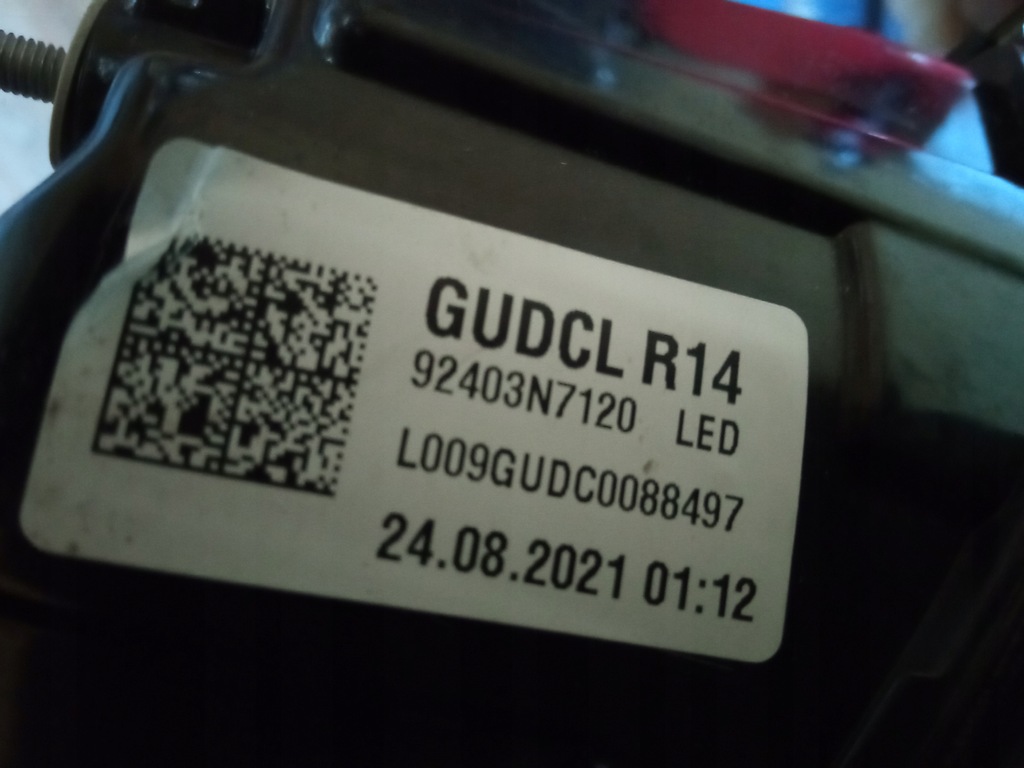 GUDCL R14
92403N7120 LED
L009GUDC0088497
24.08.2021 01:12